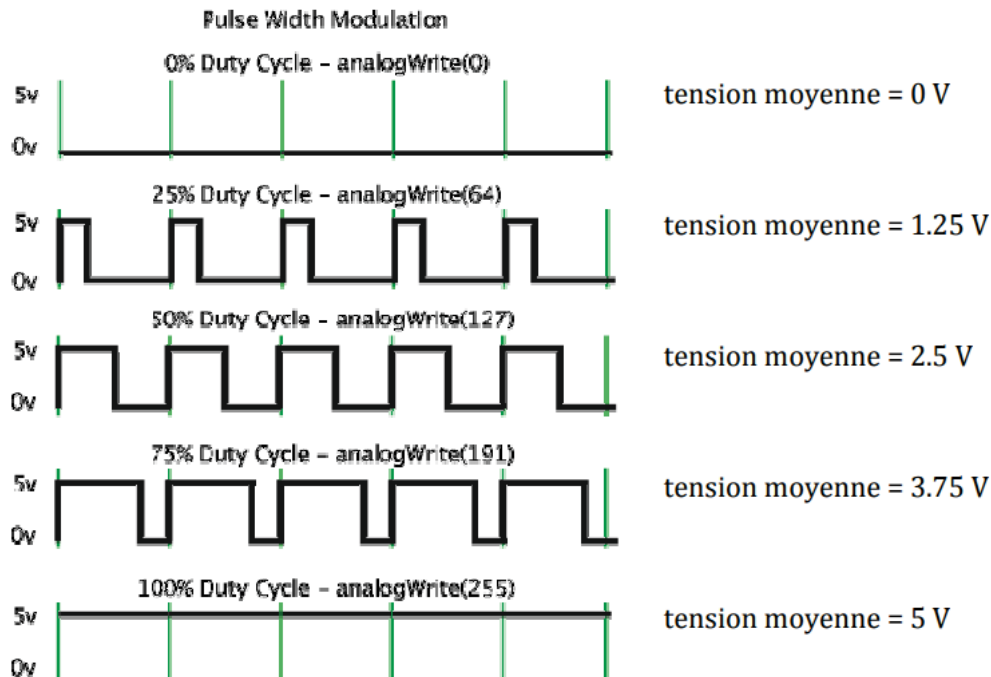 Pulse Width Modulation
0% Duty Cycle – analogWrite(0)
5v
0v
tension moyenne = 0 V
25% Duty Cycle – analogWrite(64)
5v
0v
tension moyenne = 1.25 V
50% Duty Cycle – analogWrite(127)
5v
0v
tension moyenne = 2.5 V
75% Duty Cycle – analogWrite(191)
5v
0v
tension moyenne = 3.75 V
100% Duty Cycle – analogWrite(255)
5v
0v
tension moyenne = 5 V